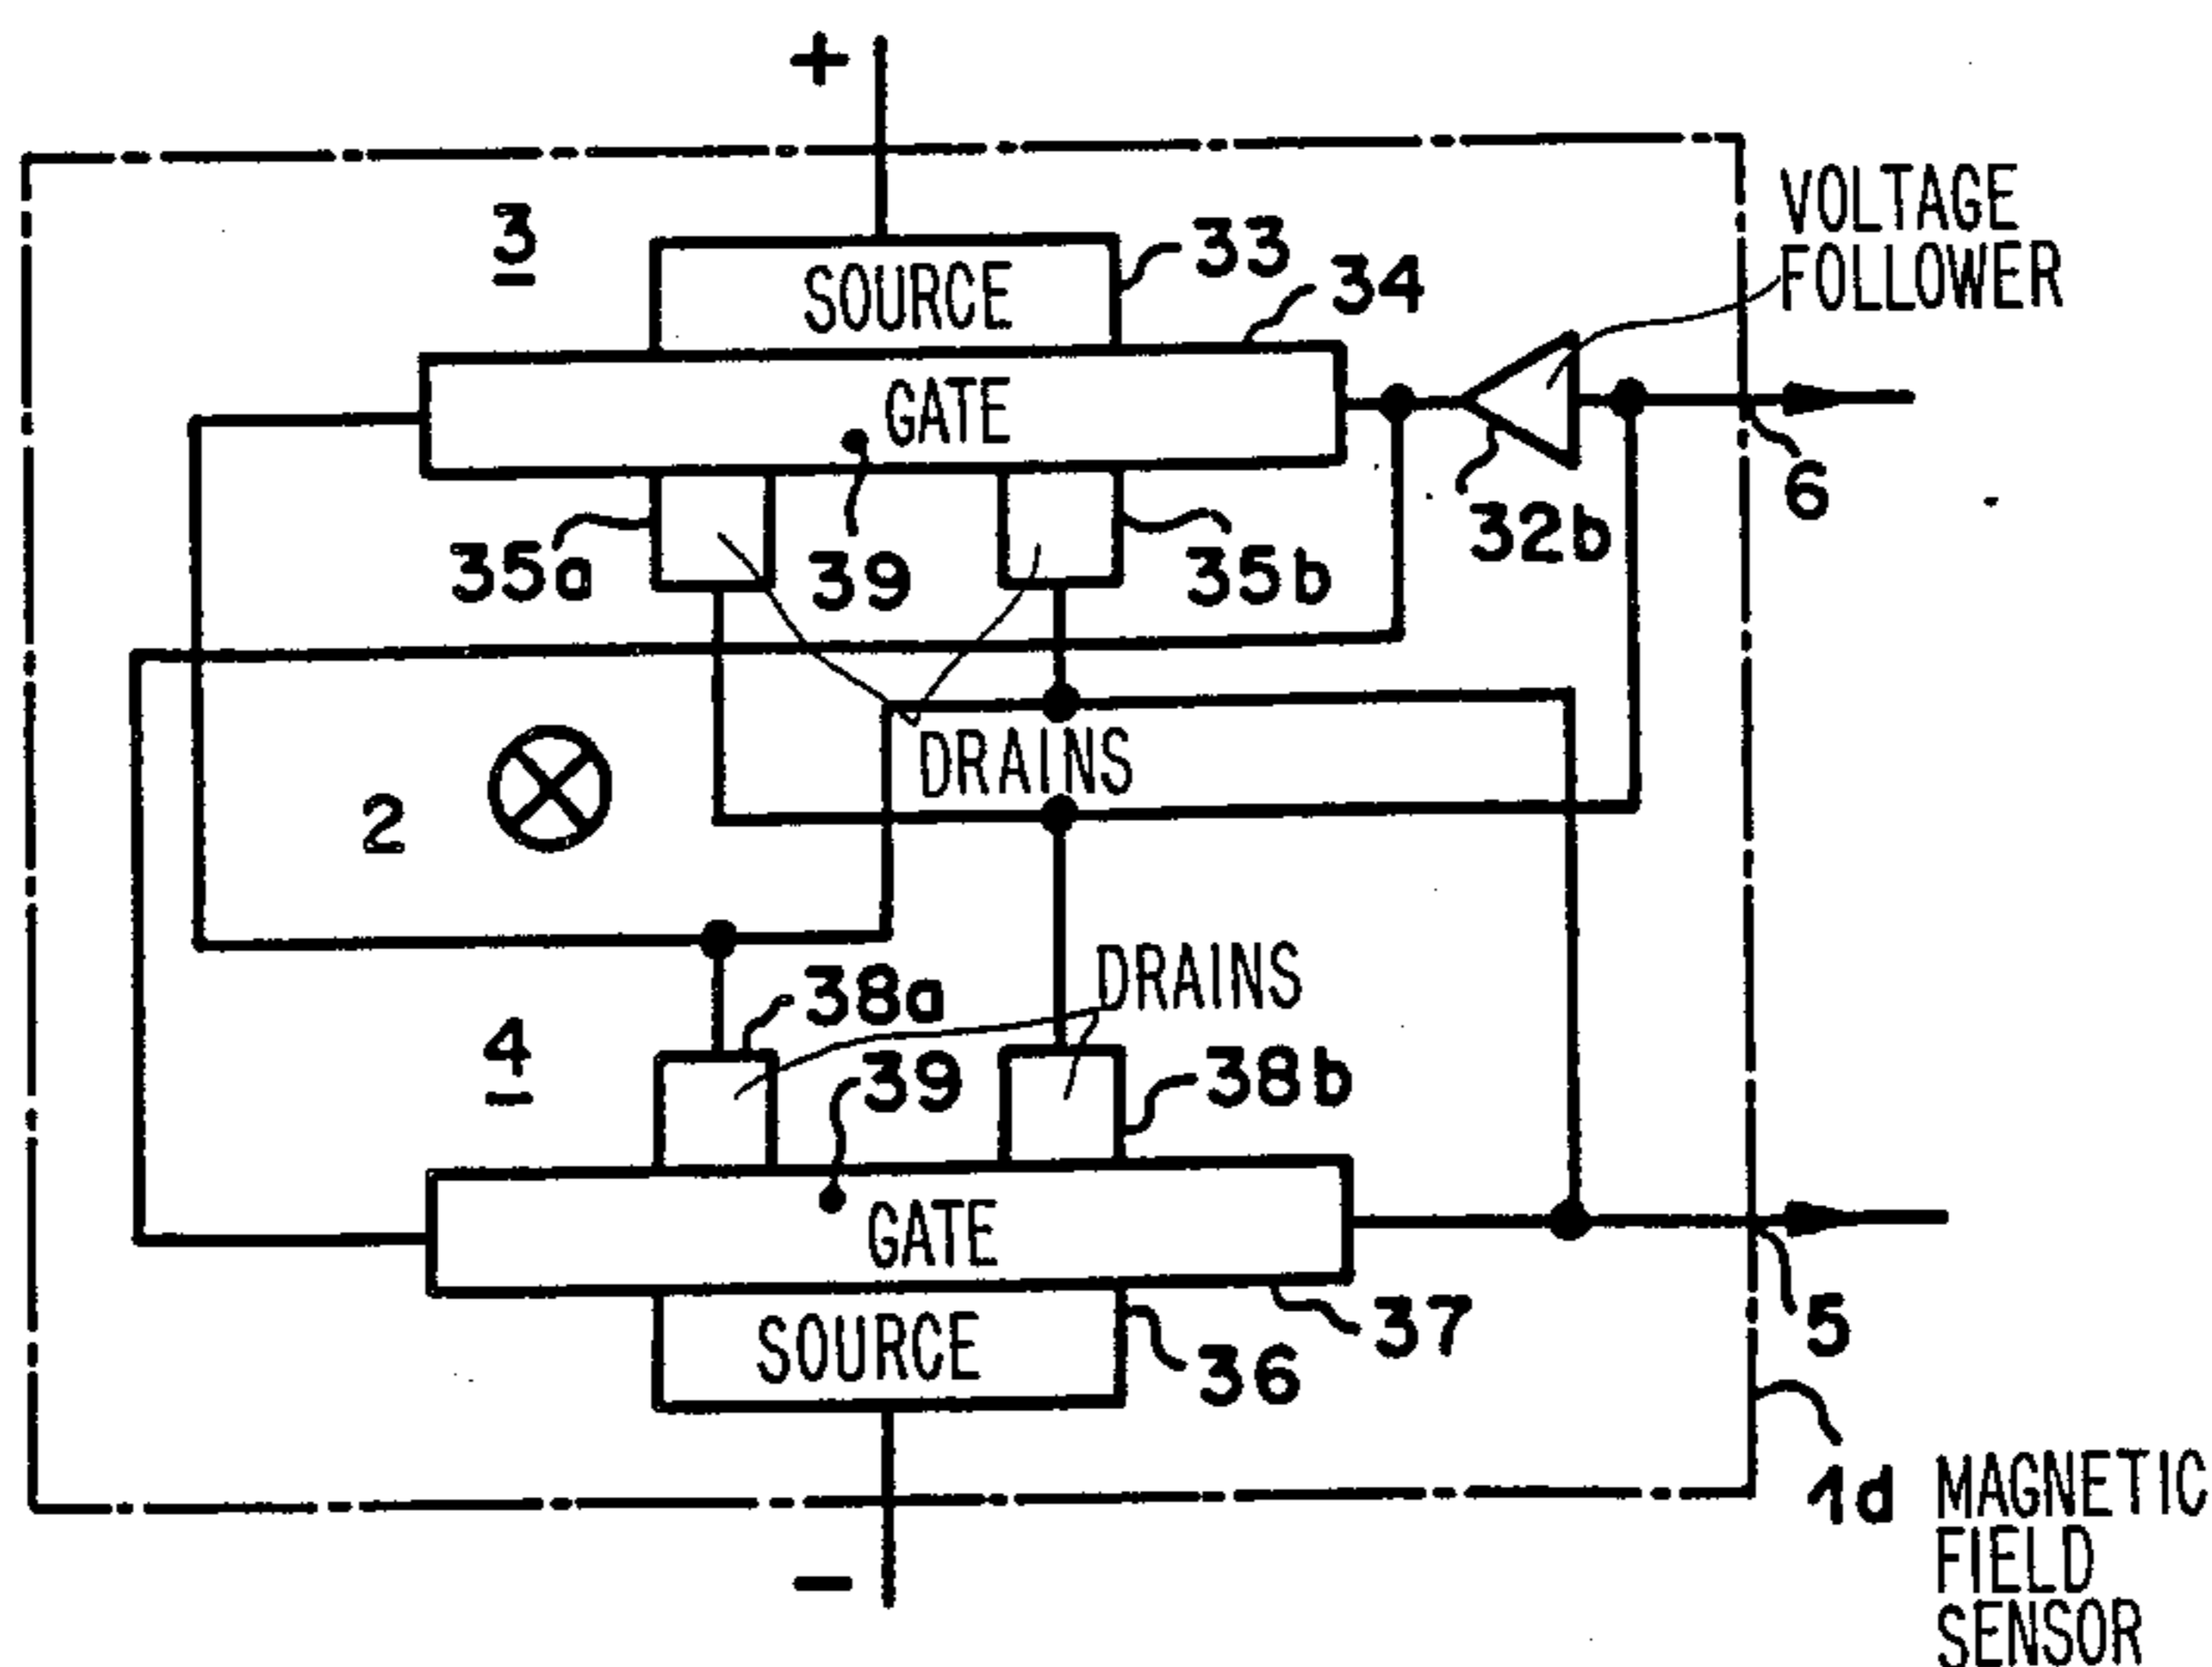 +
3
SOURCE
33
34
VOLTAGE
FOLLOWER
GATE
6
32b
35a
39
35b
DRAINS
2
DRAINS
38a
4
39
38b
GATE
5
37
SOURCE
36
1d
MAGNETIC
FIELD
SENSOR
−